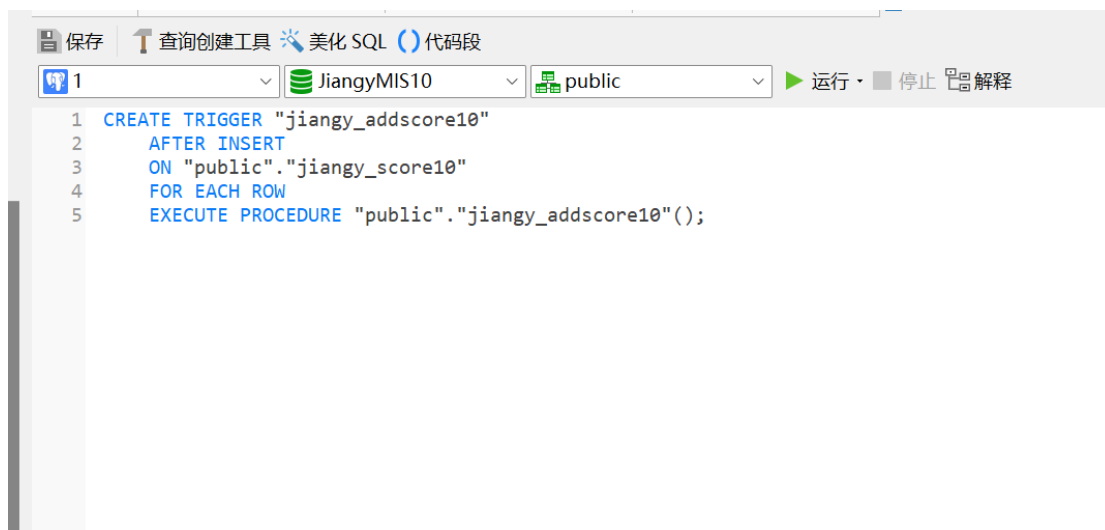 保存 查询创建工具 美化 SQL () 代码段
1 JiangyMIS10 public 运行 · 停止 解释
1 CREATE TRIGGER "jiangy_addscore10"
2 AFTER INSERT
3 ON "public"."jiangy_score10"
4 FOR EACH ROW
5 EXECUTE PROCEDURE "public"."jiangy_addscore10"();